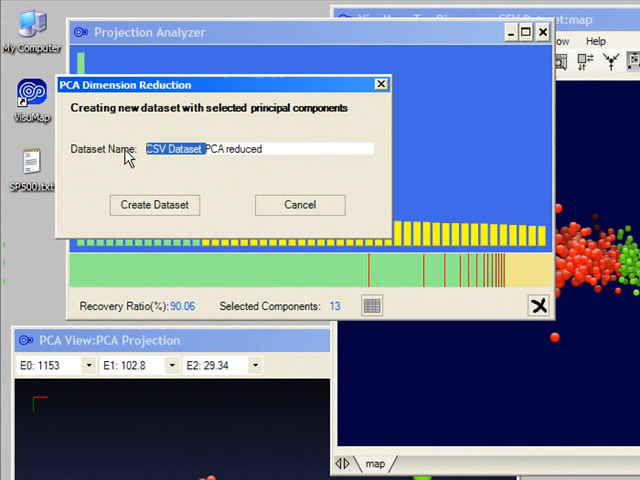 Projection Analyzer
:map
Help
My Computer
VisuMap
SP500.txt
PCA Dimension Reduction
Creating new dataset with selected principal components
Dataset Name:
CSV Dataset PCA reduced
Create Dataset
Cancel
Recovery Ratio(%): 90.06
Selected Components: 13
PCA View:PCA Projection
E0: 1153
E1: 102.8
E2: 29.34
map